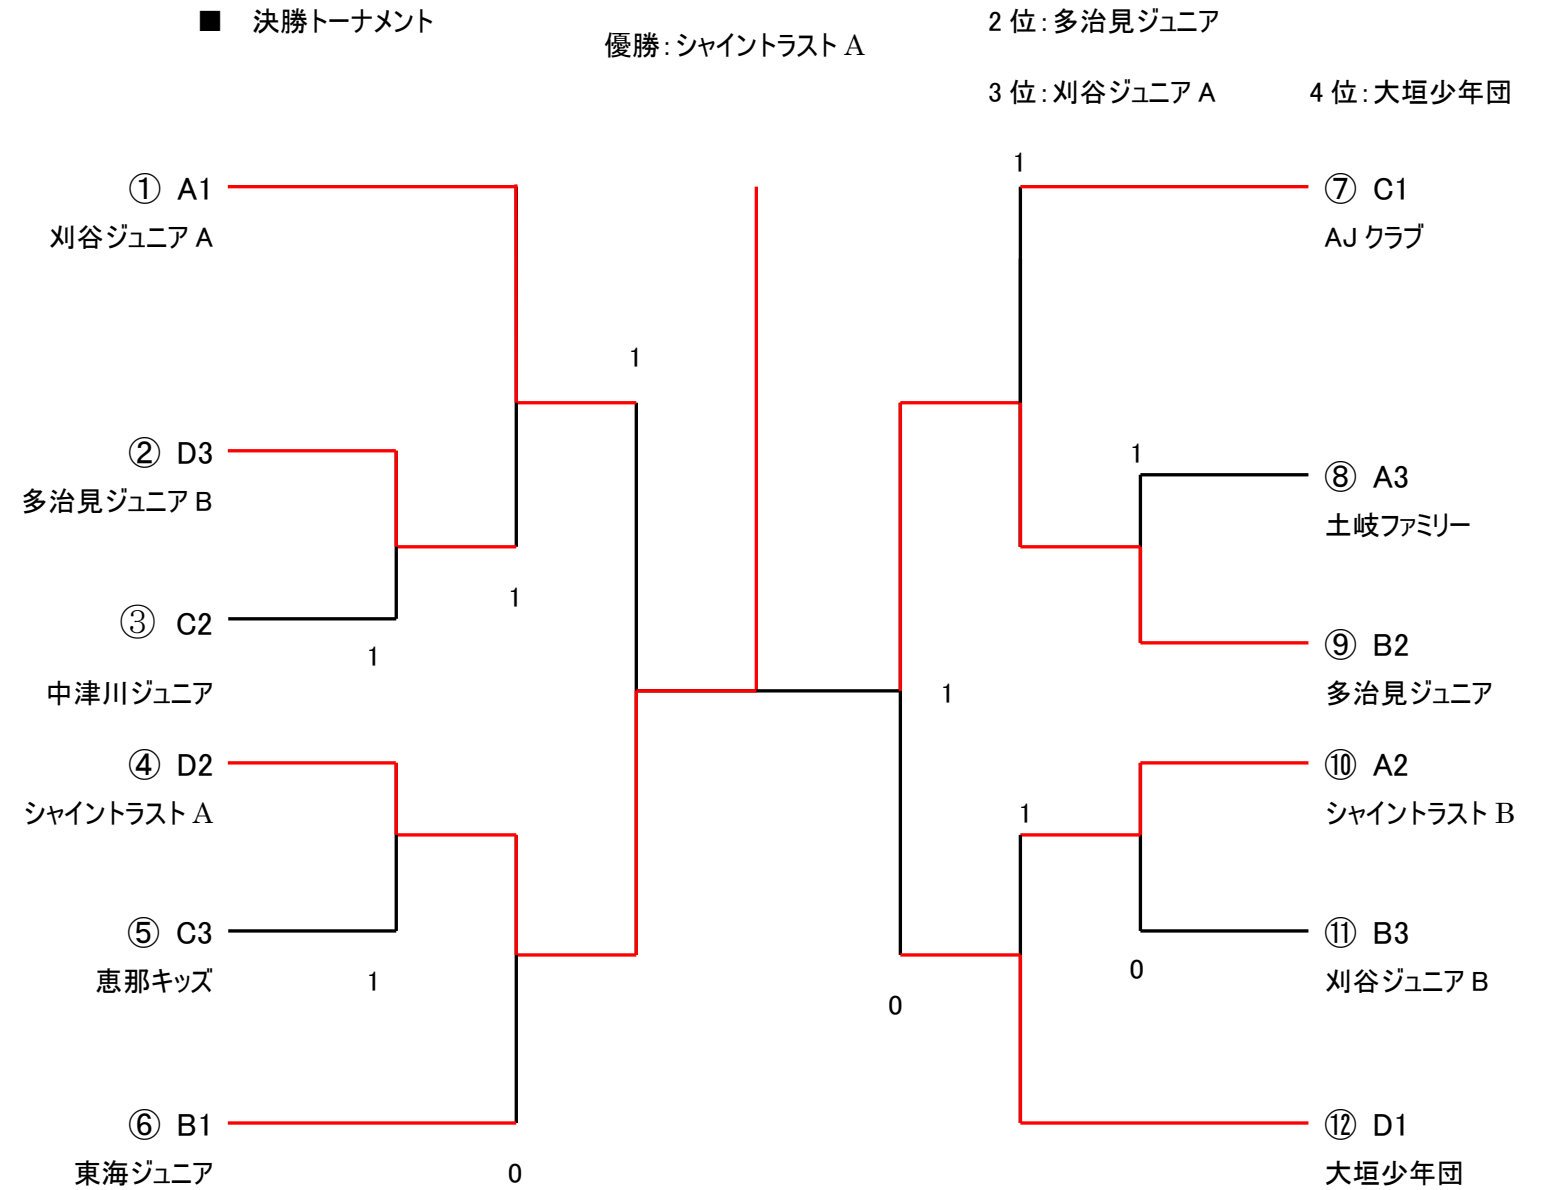 ■ 決勝トーナメント
優勝：シャイントラスト A
2 位：多治見ジュニア
3 位：刈谷ジュニア A 4 位：大垣少年団
① A1
刈谷ジュニア A
② D3
多治見ジュニア B
③ C2
中津川ジュニア
④ D2
シャイントラスト A
⑤ C3
恵那キッズ
⑥ B1
東海ジュニア
1
1
1
1
0
1
⑦ C1
AJ クラブ
1
⑧ A3
土岐ファミリー
⑨ B2
多治見ジュニア
1
⑩ A2
シャイントラスト B
1
⑪ B3
刈谷ジュニア B
0
0
⑫ D1
大垣少年団